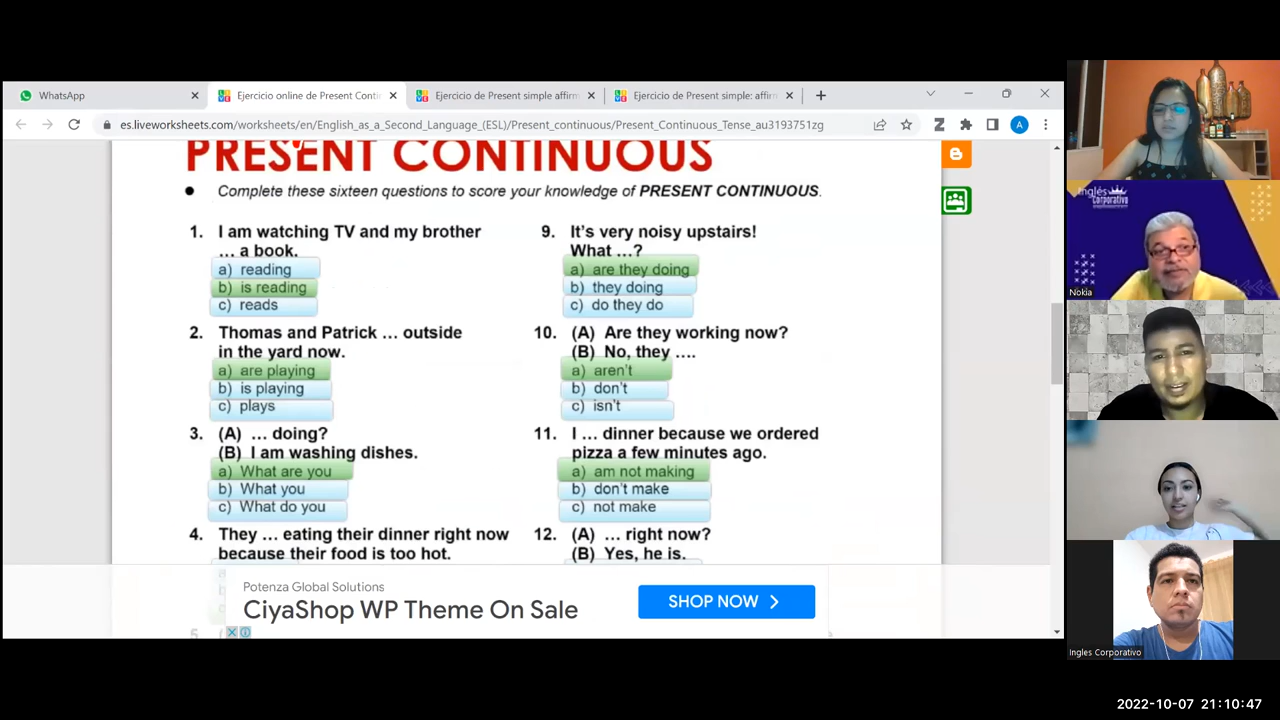 WhatsApp
Ejercicio online de Present Conti
Ejercicio de Present simple affirm
Ejercicio de Present simple: affirr
es.liveworksheets.com/worksheets/en/English_as_a_Second_Language_(ESL)/Present_continuous/Present_Continuous_Tense_au3193751zg
PRESENT CONTINUOUS
● Complete these sixteen questions to score your knowledge of PRESENT CONTINUOUS.
1. I am watching TV and my brother
… a book.
a) reading
b) is reading
c) reads
2. Thomas and Patrick … outside
in the yard now.
a) are playing
b) is playing
c) plays
3. (A) … doing?
(B) I am washing dishes.
a) What are you
b) What you
c) What do you
4. They … eating their dinner right now
because their food is too hot.
9. It's very noisy upstairs!
What …?
a) are they doing
b) they doing
c) do they do
10. (A) Are they working now?
(B) No, they ….
a) aren't
b) don't
c) isn't
11. I … dinner because we ordered
pizza a few minutes ago.
a) am not making
b) don't make
c) not make
12. (A) … right now?
(B) Yes, he is.
5.
Potenza Global Solutions
CiyaShop WP Theme On Sale
SHOP NOW
Inglés
Corporativo
Nokia
Ingles Corporativo
2022-10-07 21:10:47